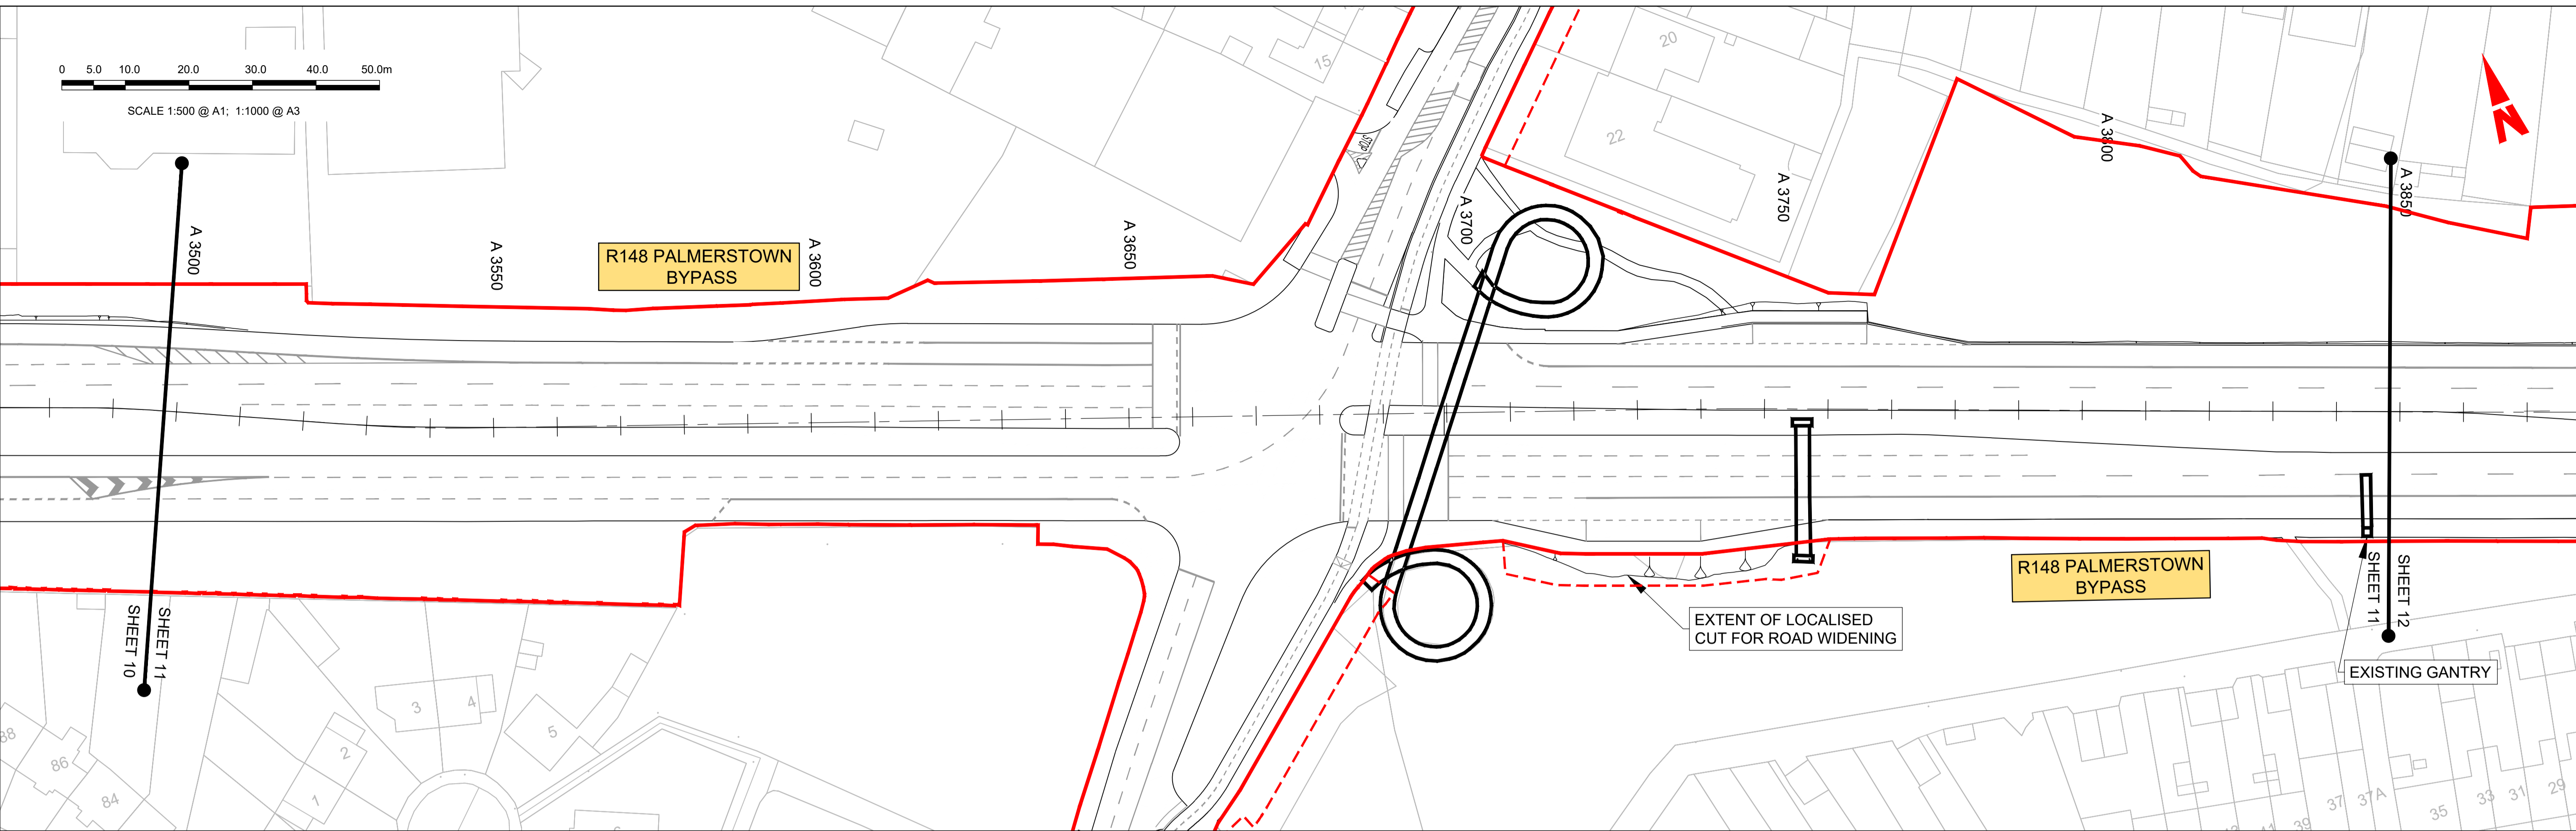 0 5.0 10.0 20.0 30.0 40.0 50.0m
SCALE 1:500 @ A1; 1:1000 @ A3
15
20
22
STOP
N
A 3500
A 3550
R148 PALMERSTOWN
BYPASS
A 3600
A 3650
A 3700
A 3750
A 3800
A 3850
SHEET 10
SHEET 11
R148 PALMERSTOWN
BYPASS
SHEET 11
SHEET 12
EXTENT OF LOCALISED
CUT FOR ROAD WIDENING
EXISTING GANTRY
88
86
84
1
2
3
4
5
39
37
37A
35
33
31
29